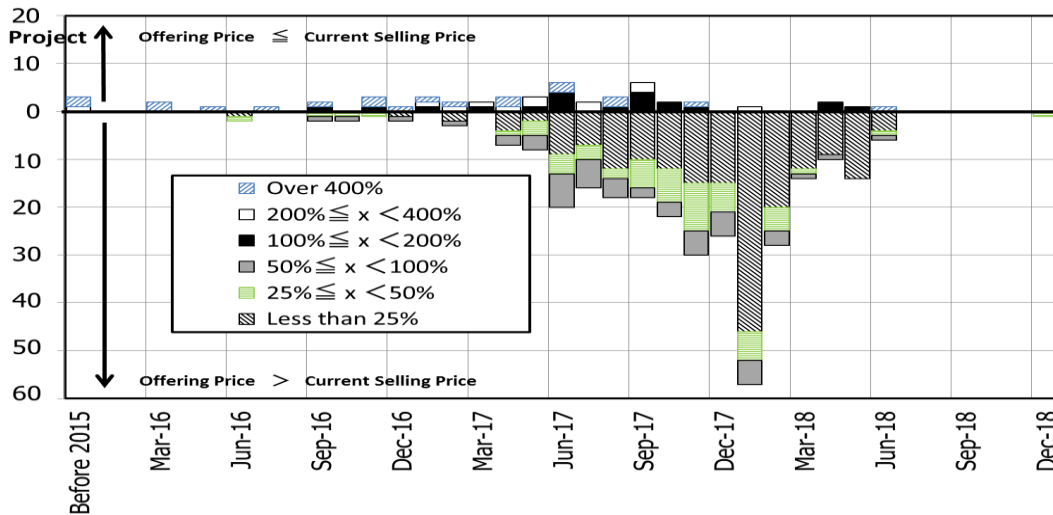 20
Project
Offering Price ≦ Current Selling Price
10
0
10
20
30
40
50
60
Over 400%
200%≦ x ＜400%
100%≦ x ＜200%
50%≦ x ＜100%
25%≦ x ＜50%
Less than 25%
Offering Price ＞ Current Selling Price
Before 2015
Mar-16
Jun-16
Sep-16
Dec-16
Mar-17
Jun-17
Sep-17
Dec-17
Mar-18
Jun-18
Sep-18
Dec-18